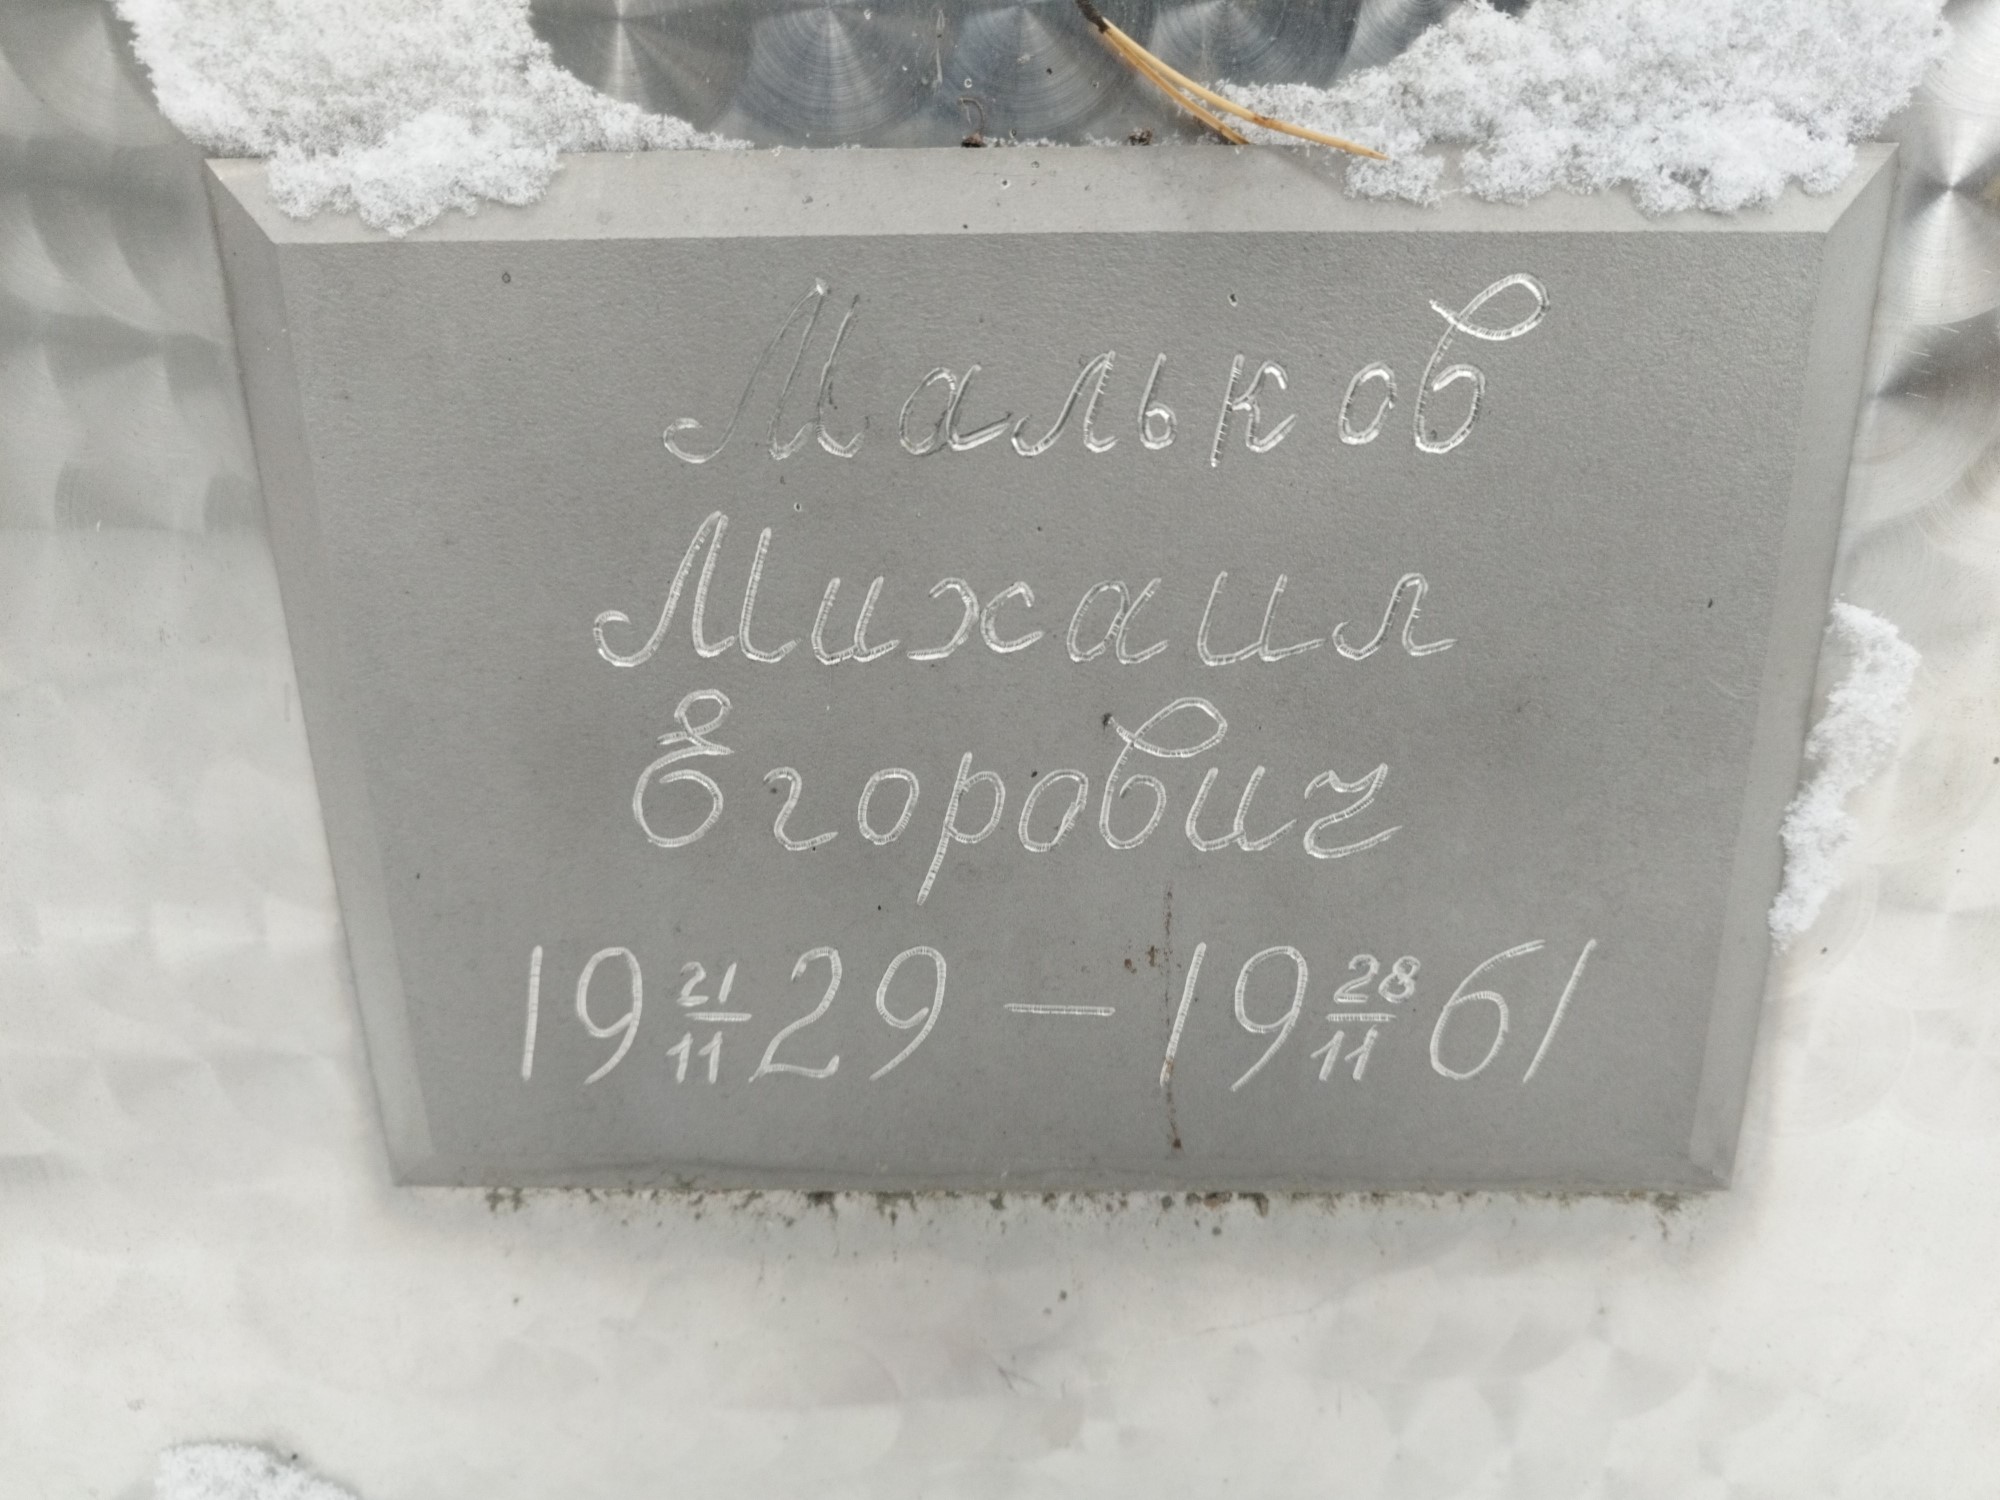 Мальков
Михаил
Егорович
19 21/11 29 — 19 28/11 61